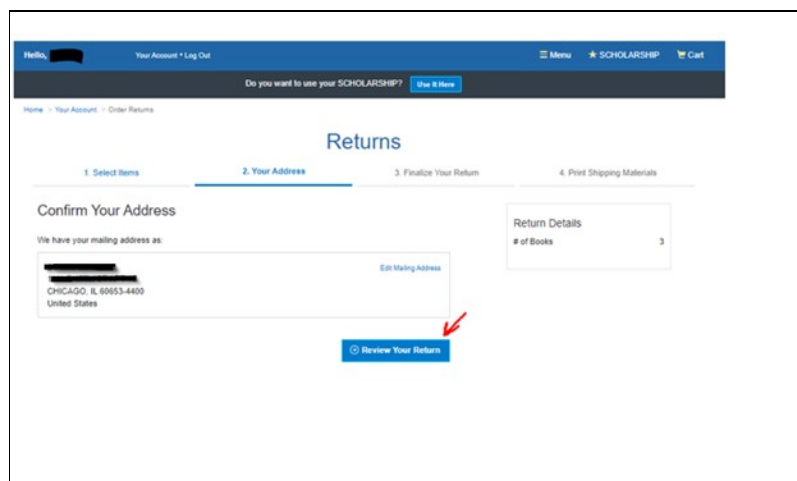 Hello,
Your Account • Log Out
Menu
SCHOLARSHIP
Cart
Do you want to use your SCHOLARSHIP?
Use It Here
Home > Your Account > Order Returns
Returns
1. Select Items
2. Your Address
3. Finalize Your Return
4. Print Shipping Materials
Confirm Your Address
We have your mailing address as:
Edit Mailing Address
CHICAGO, IL 60653-4400
United States
Review Your Return
Return Details
# of Books 3